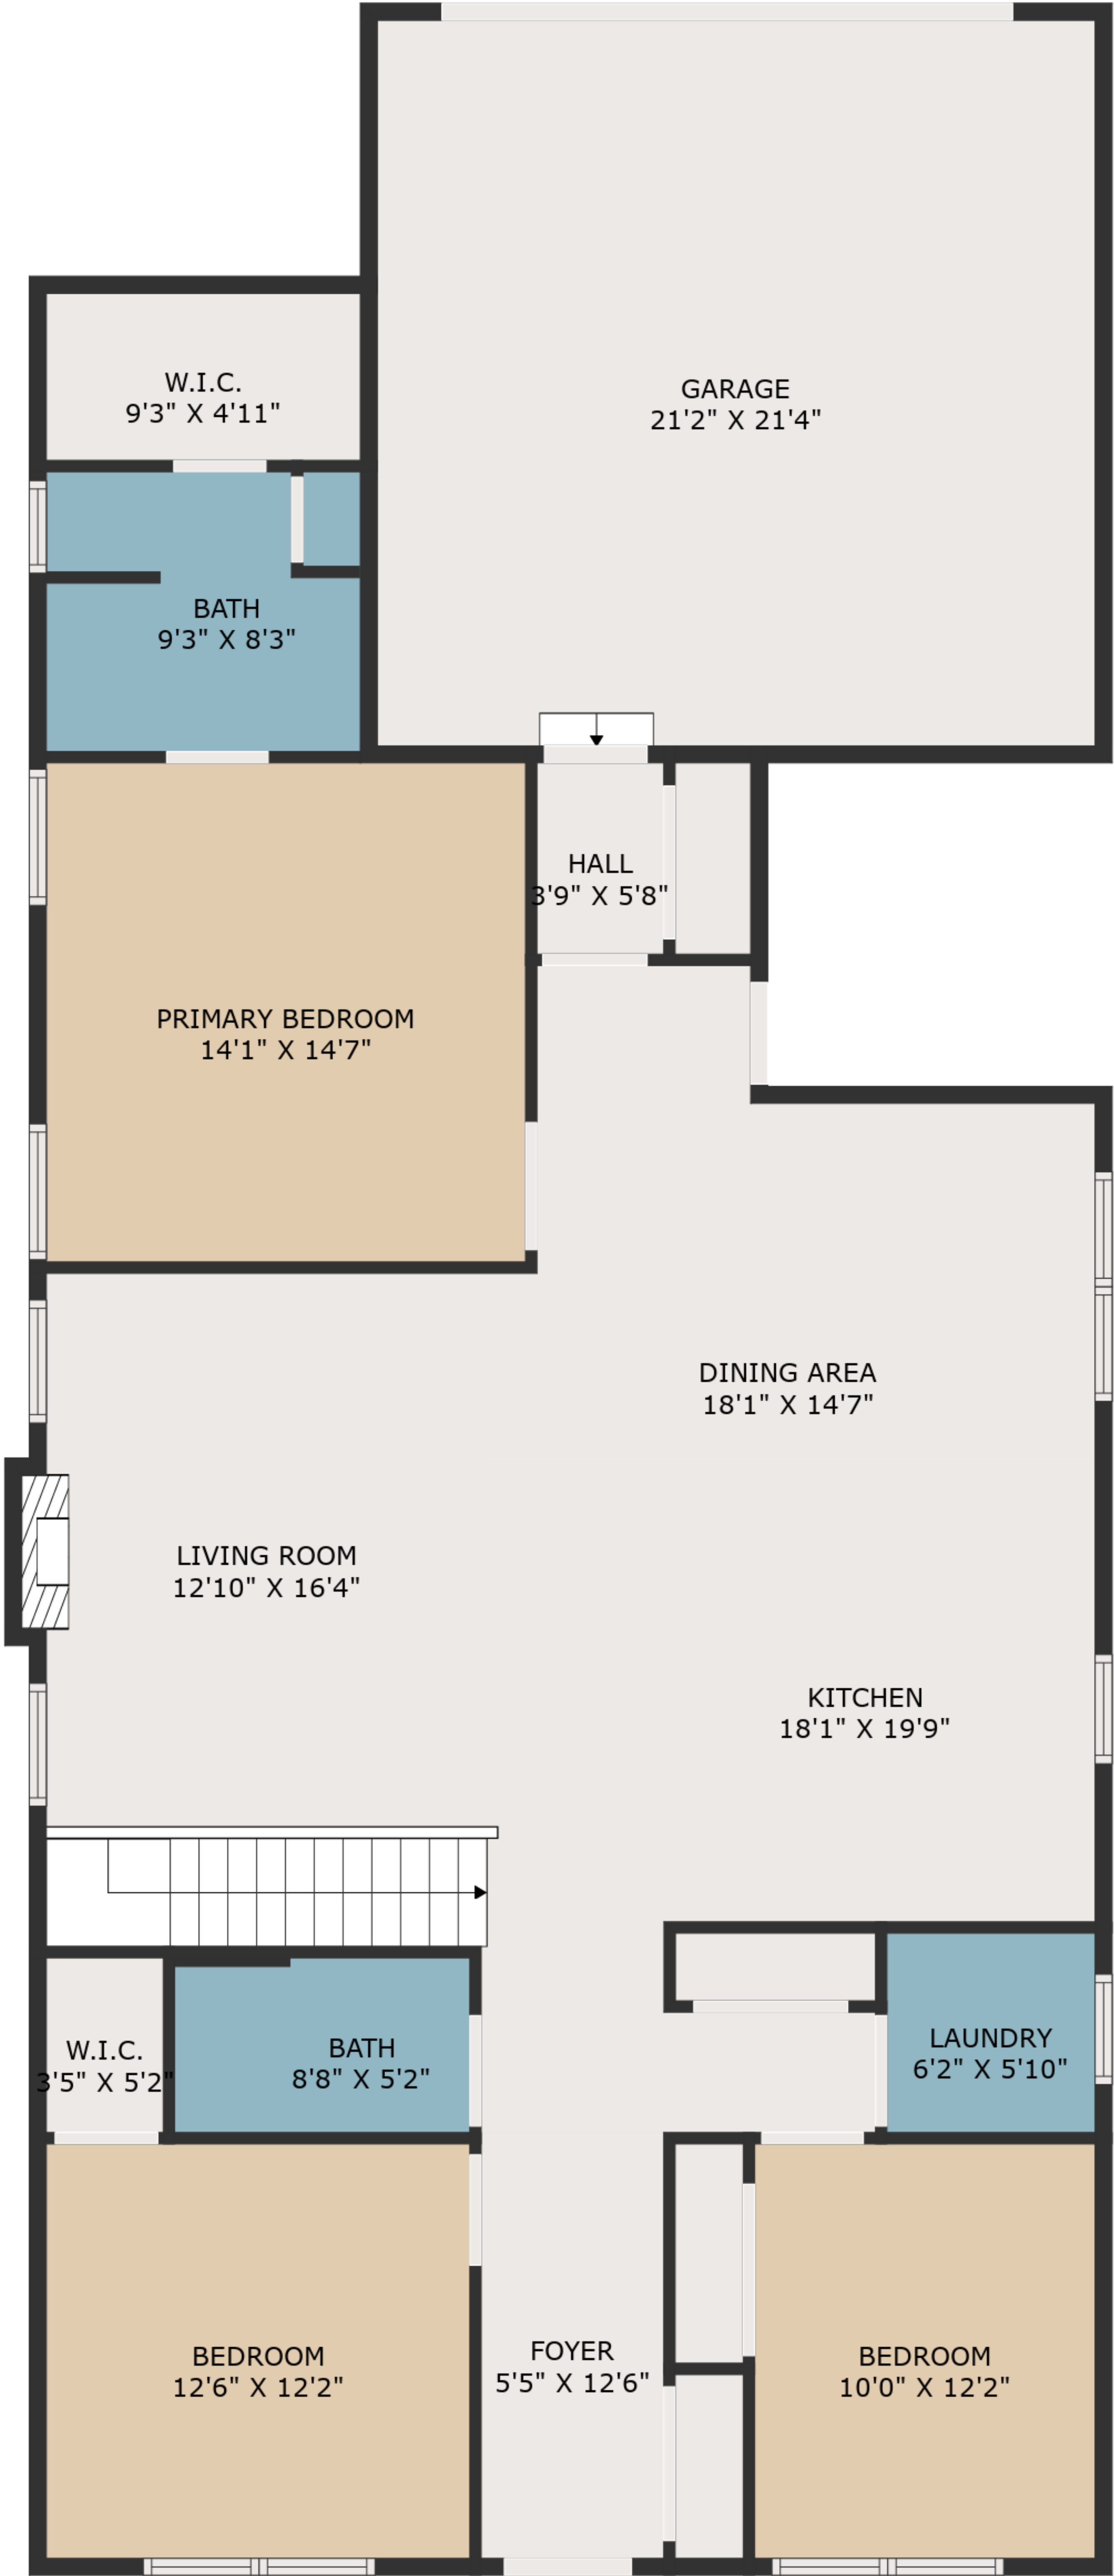 GARAGE
21'2" X 21'4"
W.I.C.
9'3" X 4'11"
BATH
9'3" X 8'3"
HALL
3'9" X 5'8"
PRIMARY BEDROOM
14'1" X 14'7"
DINING AREA
18'1" X 14'7"
LIVING ROOM
12'10" X 16'4"
KITCHEN
18'1" X 19'9"
W.I.C.
3'5" X 5'2"
BATH
8'8" X 5'2"
LAUNDRY
6'2" X 5'10"
BEDROOM
12'6" X 12'2"
FOYER
5'5" X 12'6"
BEDROOM
10'0" X 12'2"